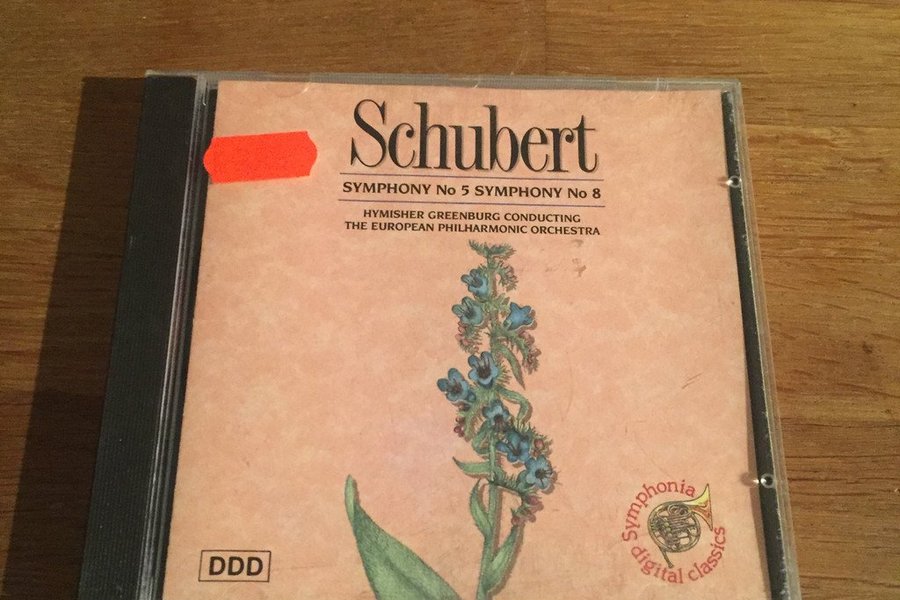 Schubert
SYMPHONY No 5 SYMPHONY No 8
HYMISHER GREENBURG CONDUCTING
THE EUROPEAN PHILHARMONIC ORCHESTRA
Symphonia
digital classics
DDD